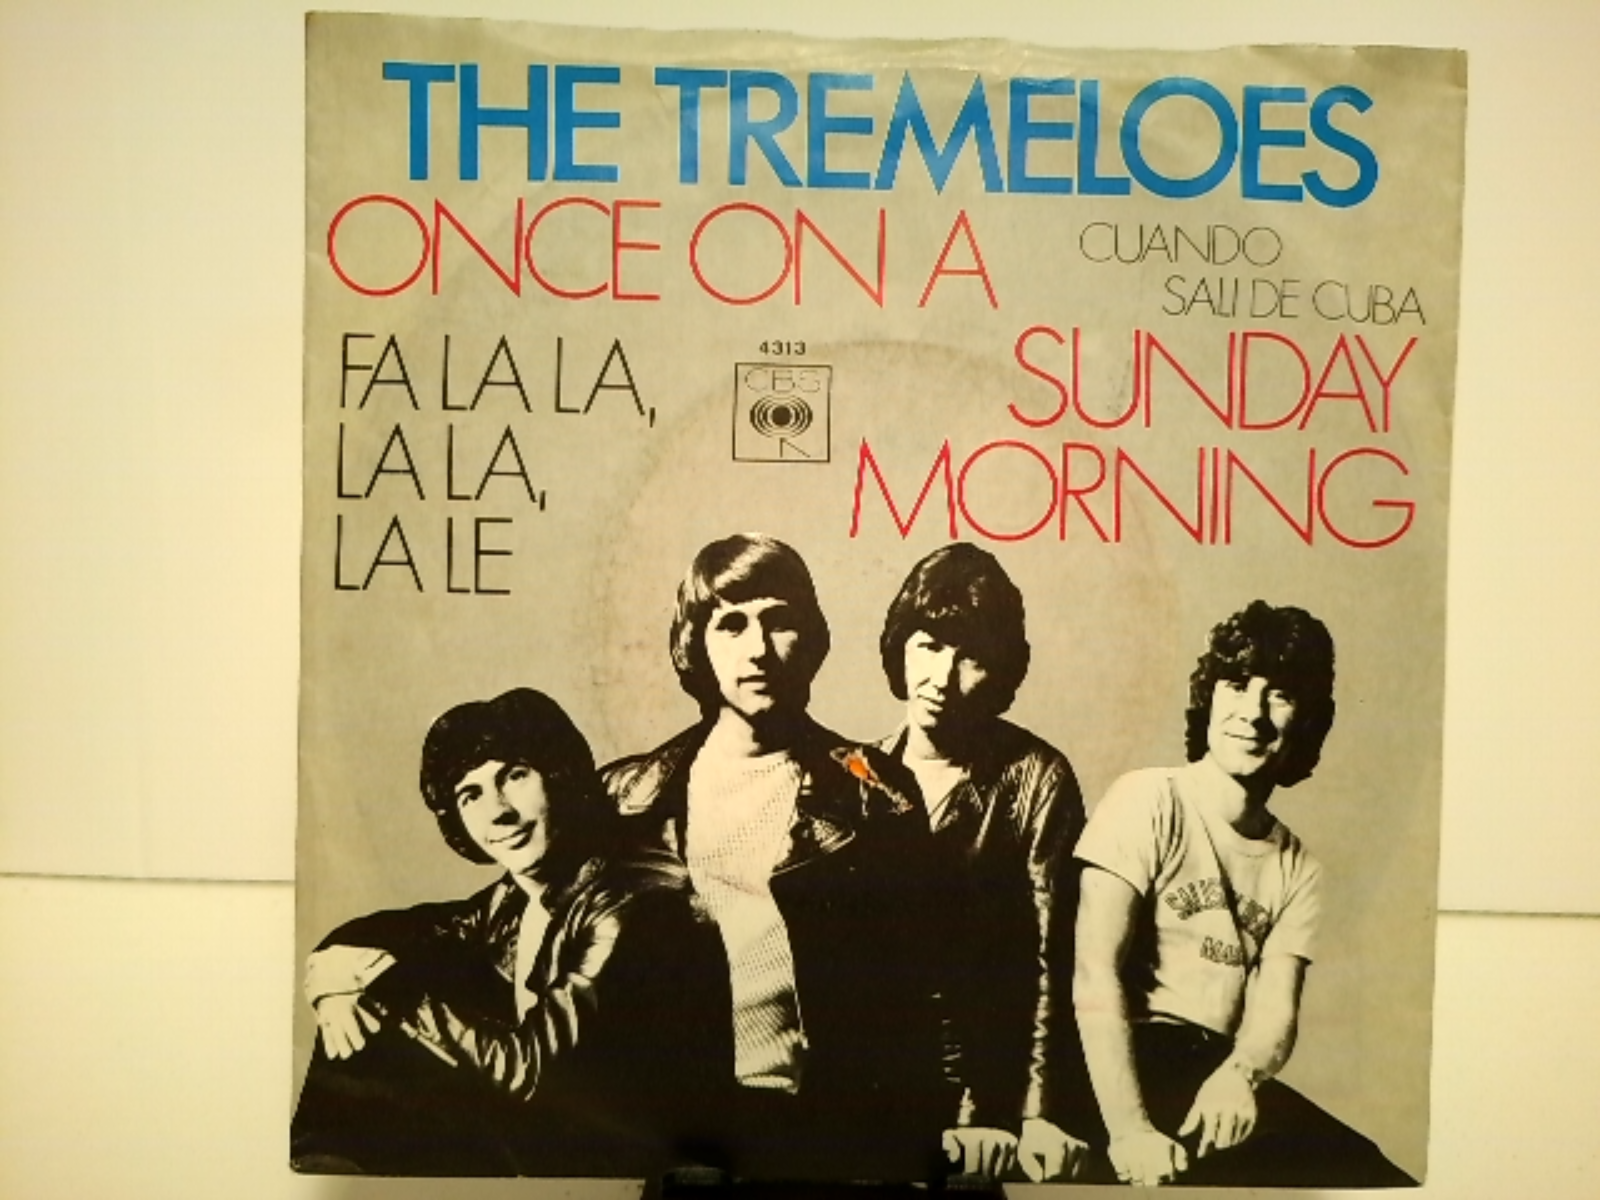 THE TREMELOES
ONCE ON A
CUANDO
SALI DE CUBA
SUNDAY
MORNING
FA LA LA,
LA LA,
LA LE
4313
CBS